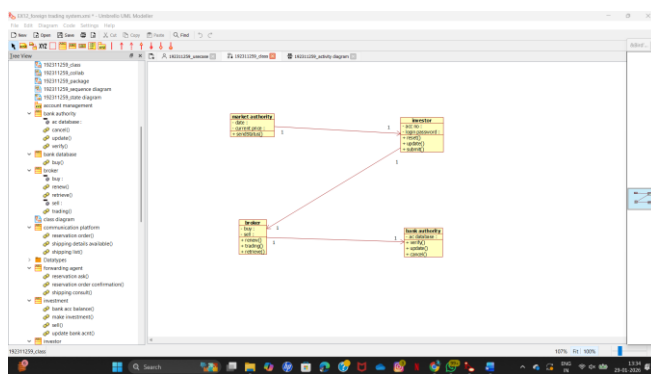 EX12_foreign trading system.xmi * - Umbrello UML Modeller
File Edit Diagram Code Settings Help
New Open Save Cut Copy Paste Find
Tree View
192311259_usecase 192311259_class 192311259_activity diagram
192311259_class
192311259_collab
192311259_package
192311259_sequence diagram
192311259_state diagram
account management
bank authority
ac database :
cancel()
update()
verify()
bank database
buy()
broker
buy :
renew()
retrieve()
sell :
trading()
class diagram
communication platform
reservation order()
shipping details available()
shipping list()
Datatypes
forwarding agent
reservation ask()
reservation order confirmation()
shipping consult()
investment
bank acc balance()
make investment()
sell()
update bank acnt()
investor
market authority
- date :
- current price :
+ sendStatus()
1
1
investor
- acc no :
- login password :
+ reset()
+ update()
+ submit()
1
1
broker
- buy :
- sell :
+ renew()
+ trading()
+ retrieve()
1
1
bank authority
- ac database :
+ verify()
+ update()
+ cancel()
192311259_class
107% Fit 100%
Search
ENG
IN
13:34
29-01-2026